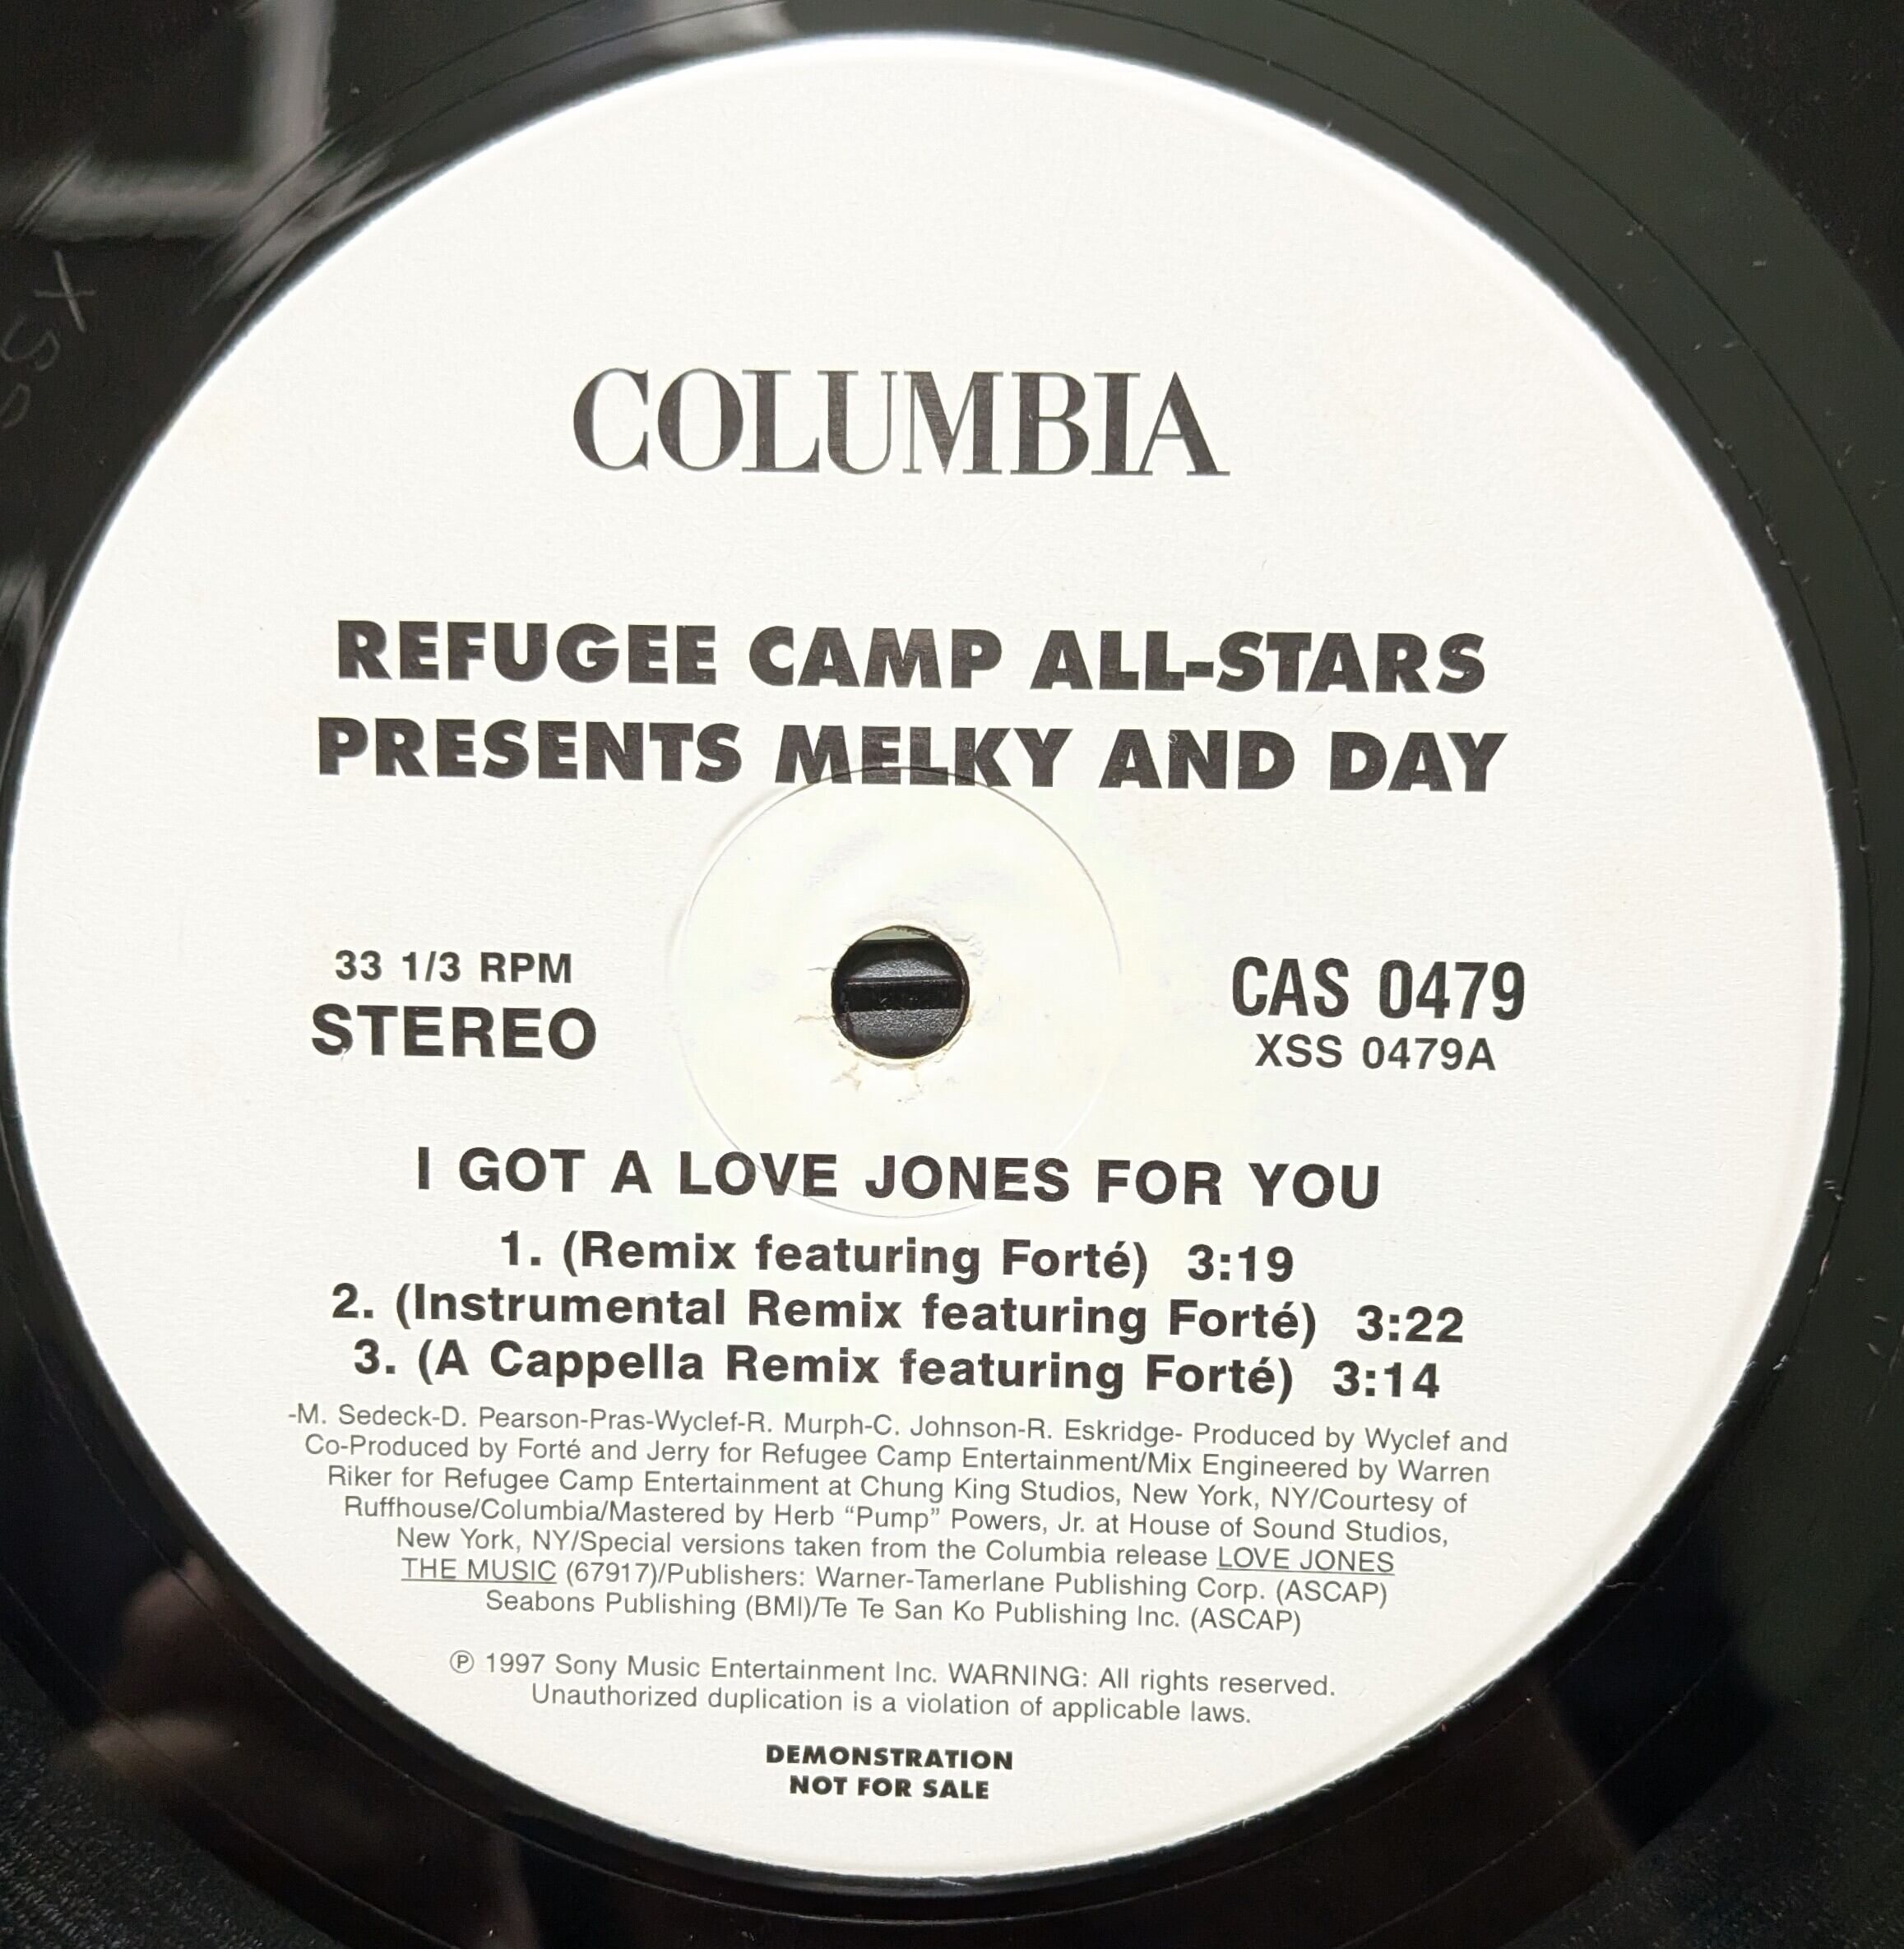 COLUMBIA
REFUGEE CAMP ALL-STARS
PRESENTS MELKY AND DAY
33 1/3 RPM
STEREO
CAS 0479
XSS 0479A
I GOT A LOVE JONES FOR YOU
1. (Remix featuring Forté) 3:19
2. (Instrumental Remix featuring Forté) 3:22
3. (A Cappella Remix featuring Forté) 3:14
-M. Sedeck-D. Pearson-Pras-Wyclef-R. Murph-C. Johnson-R. Eskridge- Produced by Wyclef and
Co-Produced by Forté and Jerry for Refugee Camp Entertainment/Mix Engineered by Warren
Riker for Refugee Camp Entertainment at Chung King Studios, New York, NY/Courtesy of
Ruffhouse/Columbia/Mastered by Herb “Pump” Powers, Jr. at House of Sound Studios,
New York, NY/Special versions taken from the Columbia release LOVE JONES
THE MUSIC (67917)/Publishers: Warner-Tamerlane Publishing Corp. (ASCAP)
Seabons Publishing (BMI)/Te Te San Ko Publishing Inc. (ASCAP)
℗ 1997 Sony Music Entertainment Inc. WARNING: All rights reserved.
Unauthorized duplication is a violation of applicable laws.
DEMONSTRATION
NOT FOR SALE